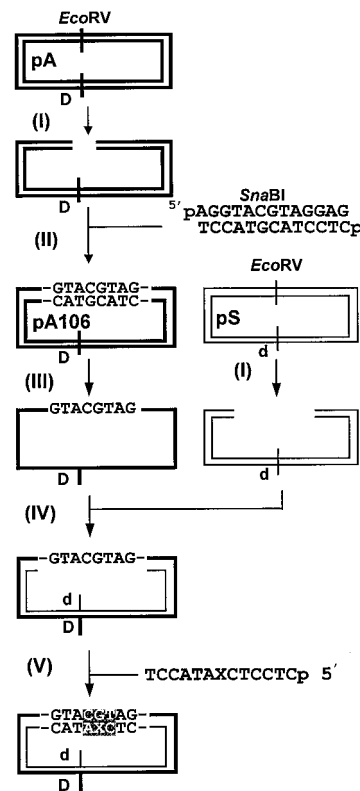 EcoRV
pA
D
(I)
D
SnaBI
5' pAGGTACGTAGGAG
TCCATGCATCCTCp
(II)
EcoRV
-GTACGTAG-
-CATGCATC-
pA106
D
pS
d
(III)
(I)
-GTACGTAG-
D
d
(IV)
-GTACGTAG-
d
D
(V)
TCCATAXCTCCTCp 5'
-GTACGTAG-
-CATAXCTC-
d
D